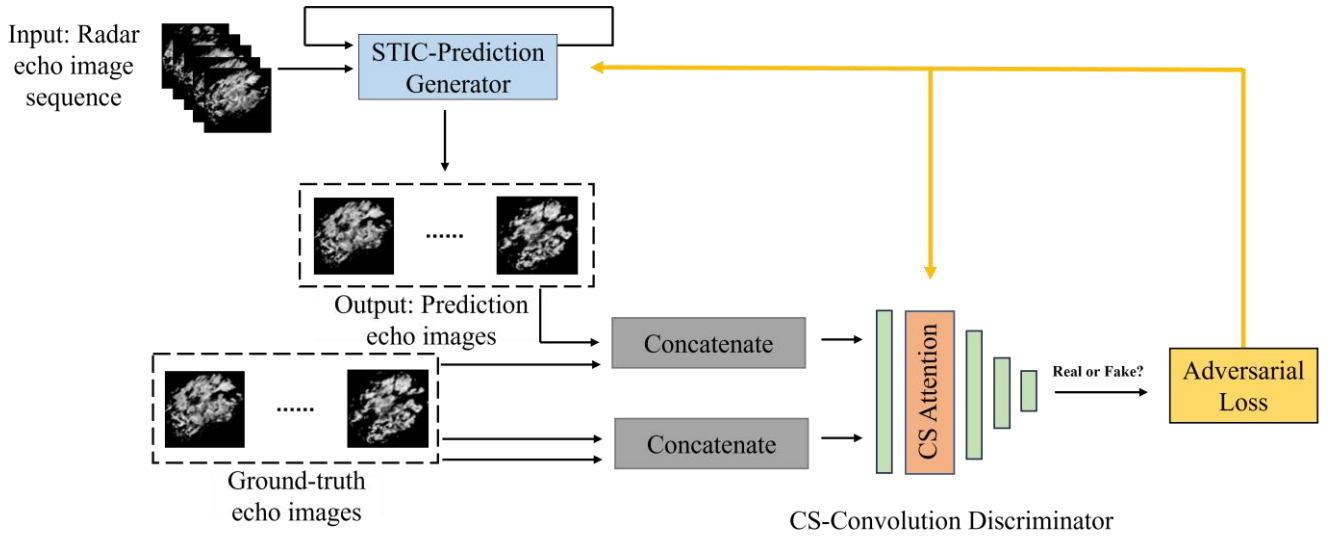 Input: Radar
echo image
sequence
STIC-Prediction
Generator
......
Output: Prediction
echo images
......
Ground-truth
echo images
Concatenate
Concatenate
CS Attention
Real or Fake?
Adversarial
Loss
CS-Convolution Discriminator